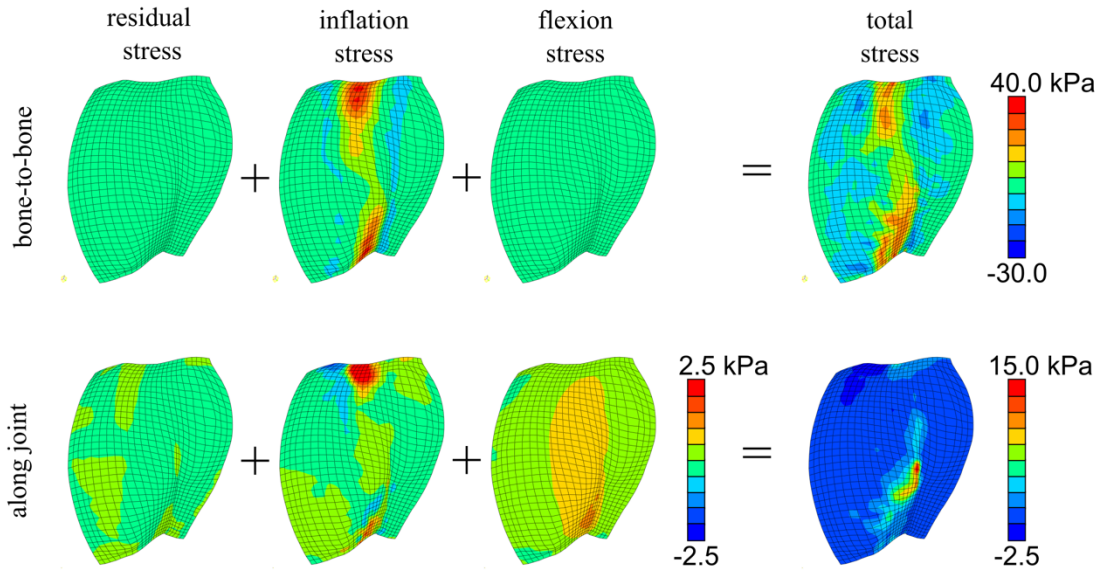 residual
stress
inflation
stress
flexion
stress
total
stress
bone-to-bone
+
+
=
40.0 kPa
-30.0
along joint
+
+
2.5 kPa
-2.5
=
15.0 kPa
-2.5